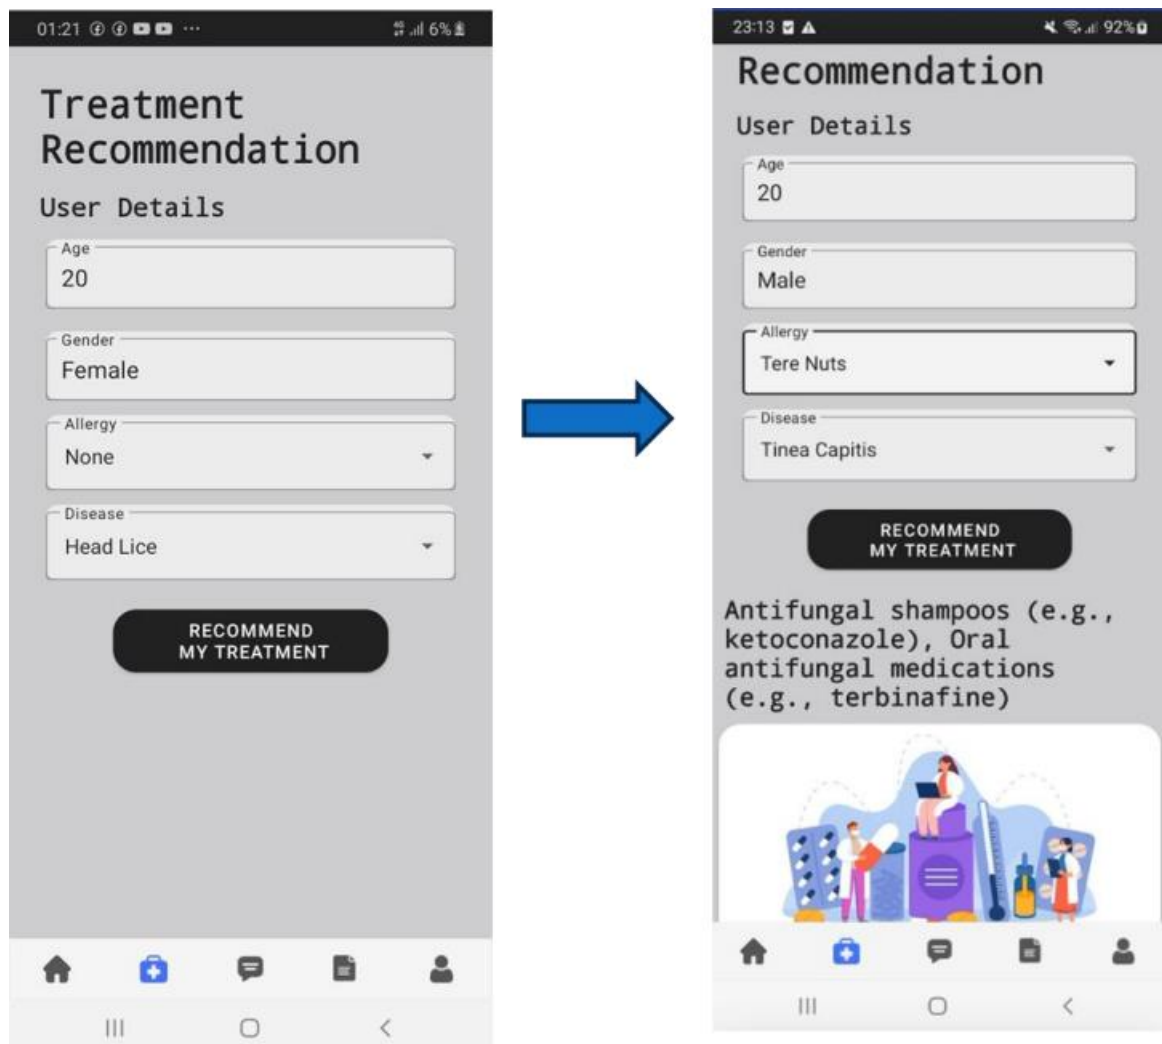 01:21
6%
Treatment
Recommendation
User Details
Age
20
Gender
Female
Allergy
None
Disease
Head Lice
RECOMMEND
MY TREATMENT
23:13
92%
Recommendation
User Details
Age
20
Gender
Male
Allergy
Tere Nuts
Disease
Tinea Capitis
RECOMMEND
MY TREATMENT
Antifungal shampoos (e.g.,
ketoconazole), Oral
antifungal medications
(e.g., terbinafine)